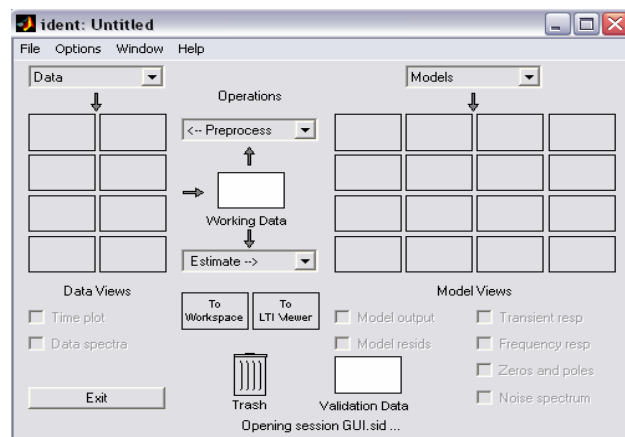 ident: Untitled
File Options Window Help
Data
Operations
Models
<-- Preprocess
Working Data
Estimate -->
Data Views
Time plot
Data spectra
Exit
To Workspace
To LTI Viewer
Trash
Model Views
Model output
Model resids
Transient resp
Frequency resp
Zeros and poles
Noise spectrum
Validation Data
Opening session GUI.sid ...